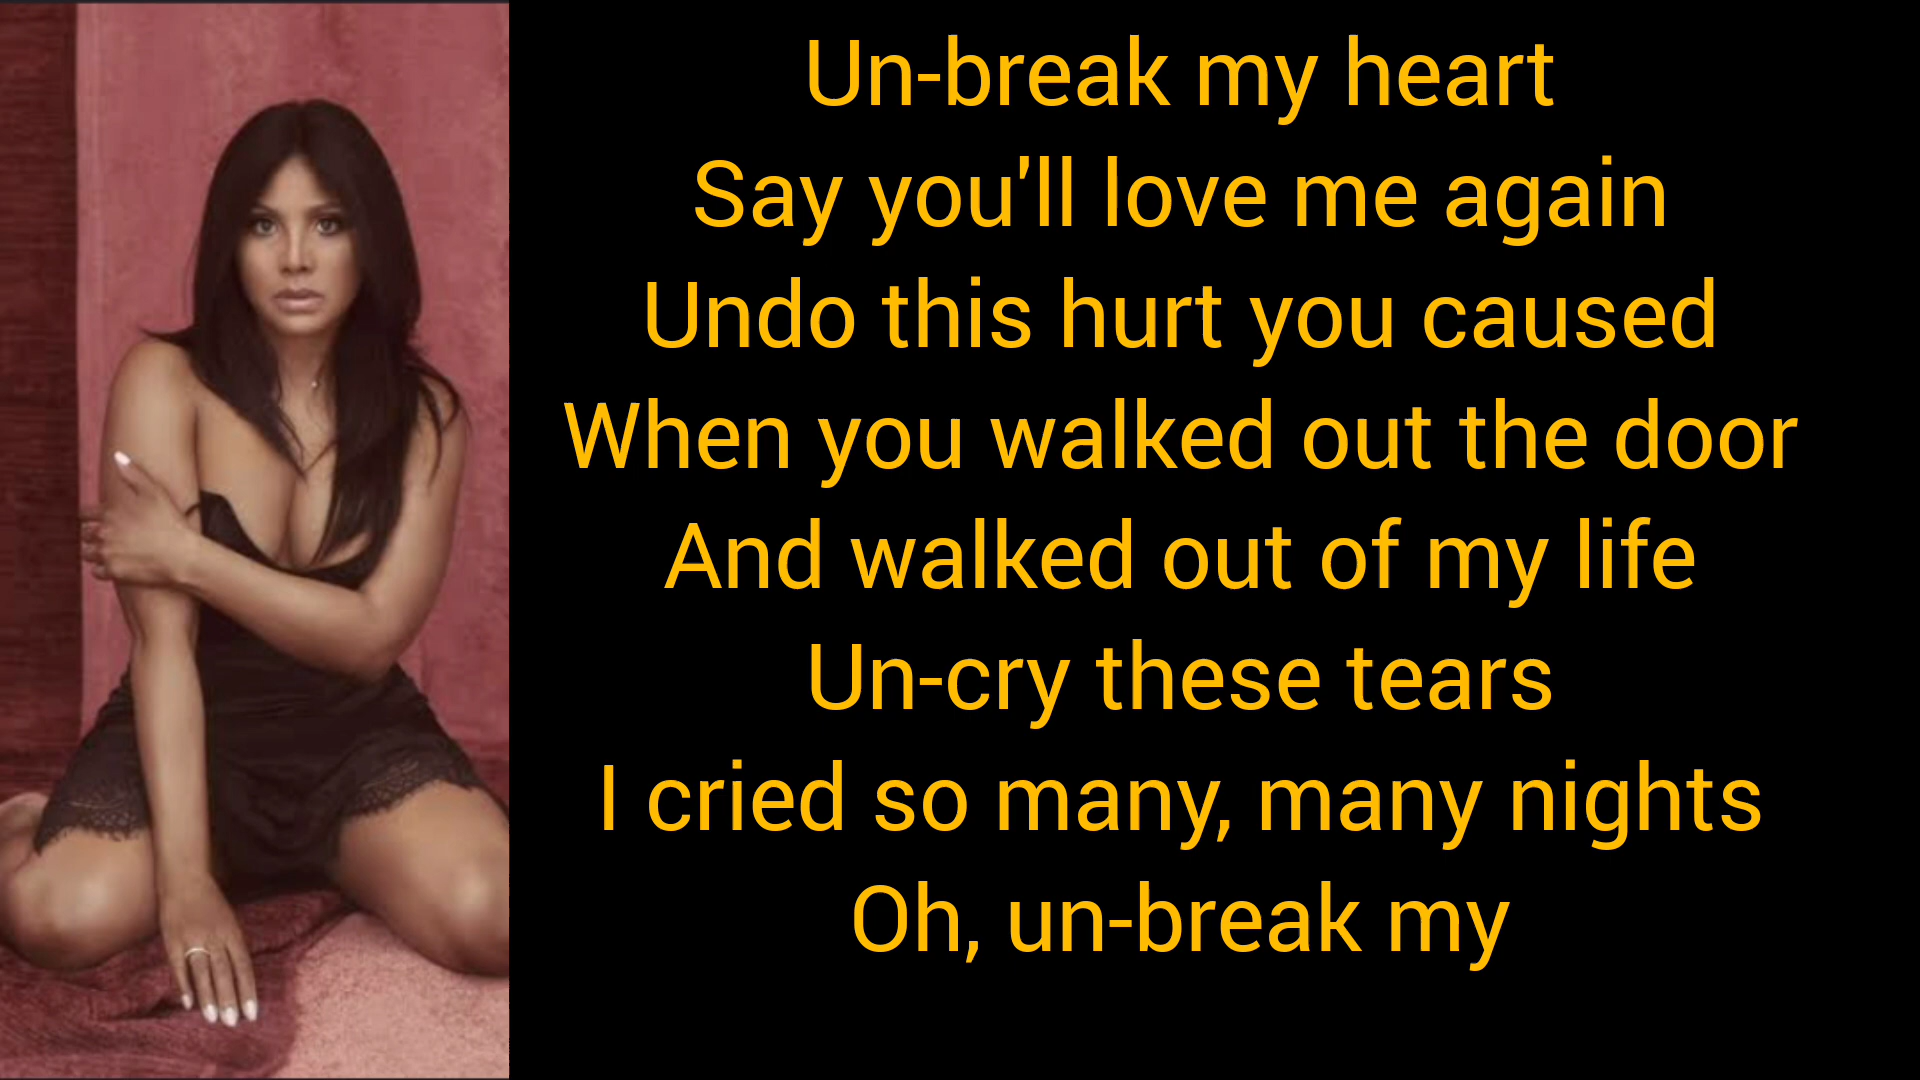 Un-break my heart
Say you'll love me again
Undo this hurt you caused
When you walked out the door
And walked out of my life
Un-cry these tears
I cried so many, many nights
Oh, un-break my